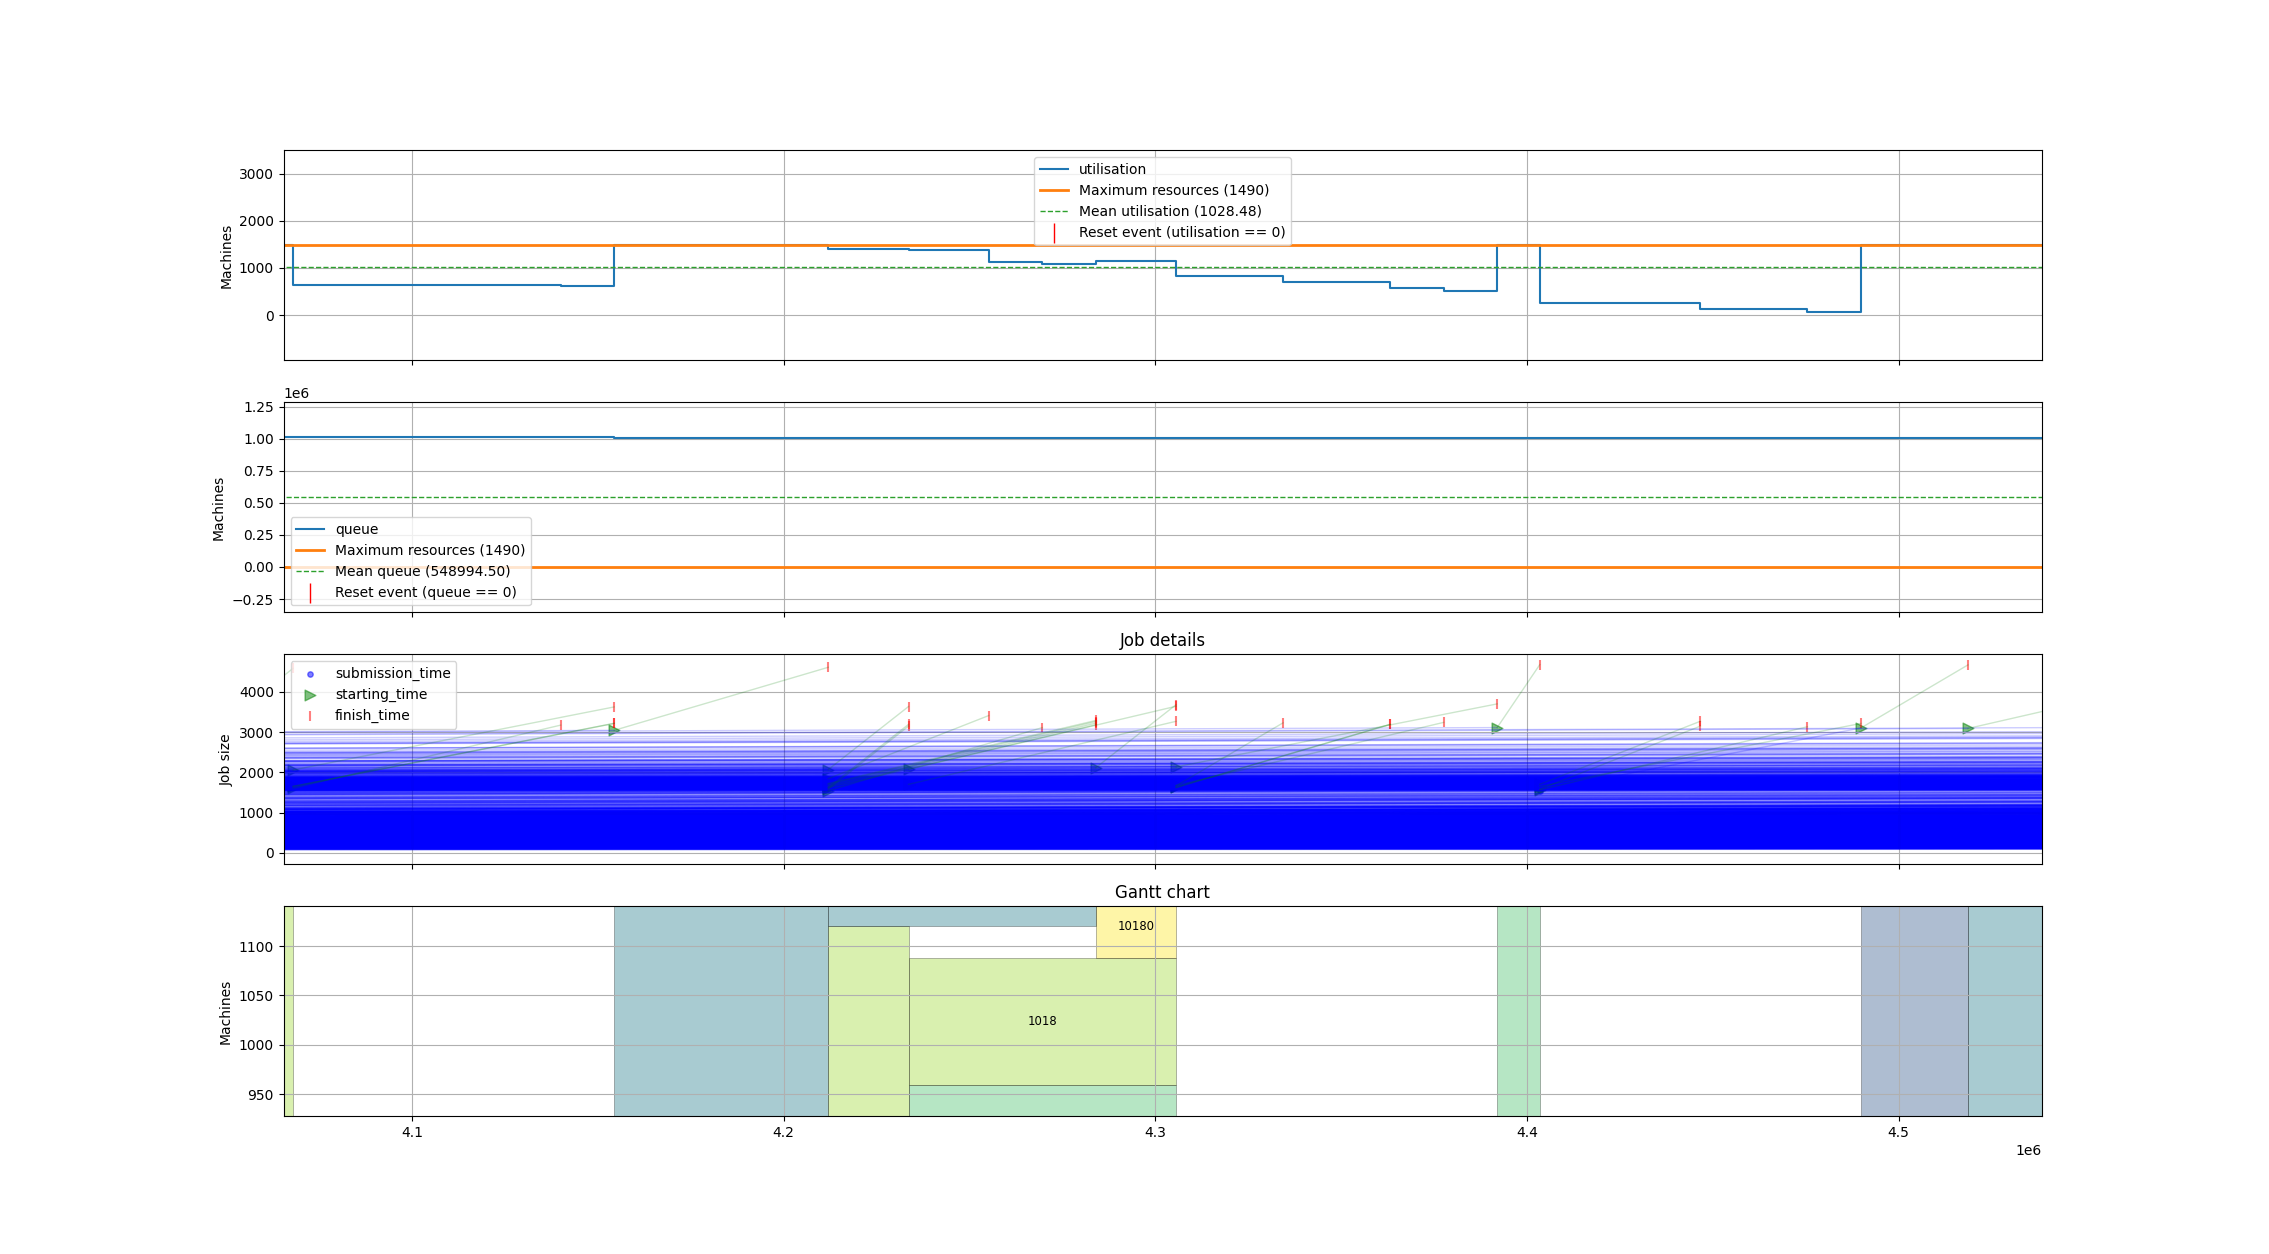 3000
2000
1000
0
Machines
utilisation
Maximum resources (1490)
Mean utilisation (1028.48)
Reset event (utilisation == 0)
1e6
1.25
1.00
0.75
0.50
0.25
0.00
−0.25
Machines
queue
Maximum resources (1490)
Mean queue (548994.50)
Reset event (queue == 0)
Job details
4000
3000
2000
1000
0
Job size
submission_time
starting_time
finish_time
Gantt chart
1100
1050
1000
950
Machines
10180
1018
4.1
4.2
4.3
4.4
4.5
1e6